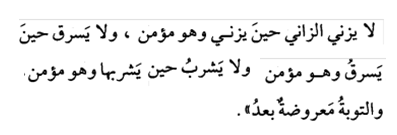 لا يزني الزاني حينَ يزنـي وهو مؤمن ، ولا يَسرق حينَ
يَسرقُ وهـو مؤمن ولا يَشربُ حين يَشربها وهو مؤمن.
والتوبةُ مَعروضةٌ بعدُ».